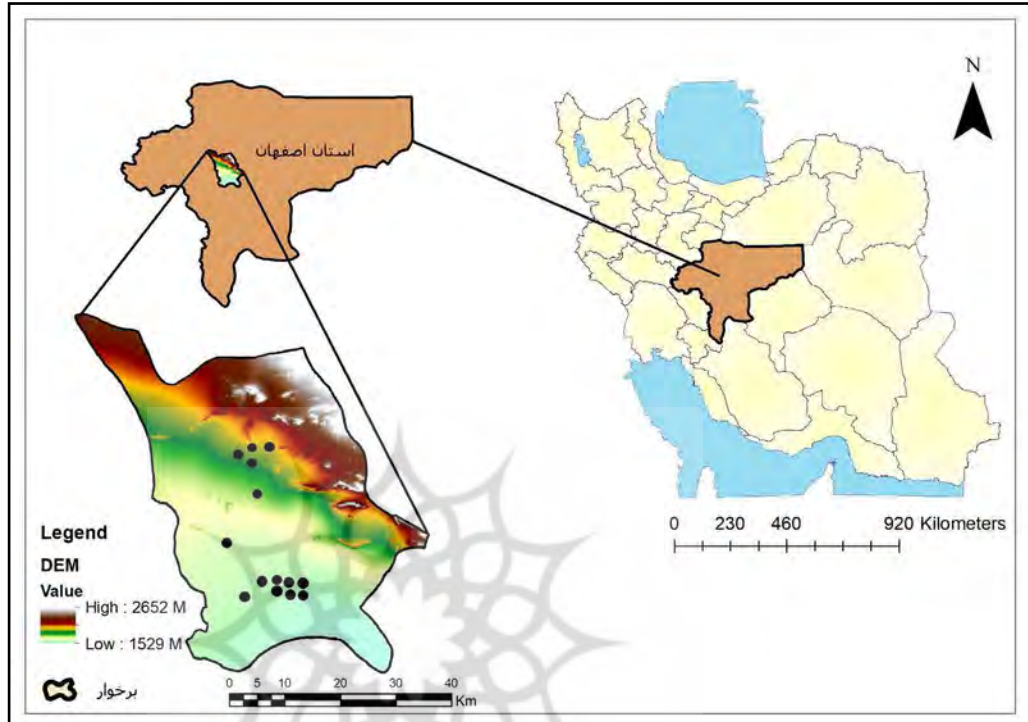 استان اصفهان
N
0 230 460 920 Kilometers
Legend
DEM
Value
High : 2652 M
Low : 1529 M
برخوار
0 5 10 20 30 40
Km